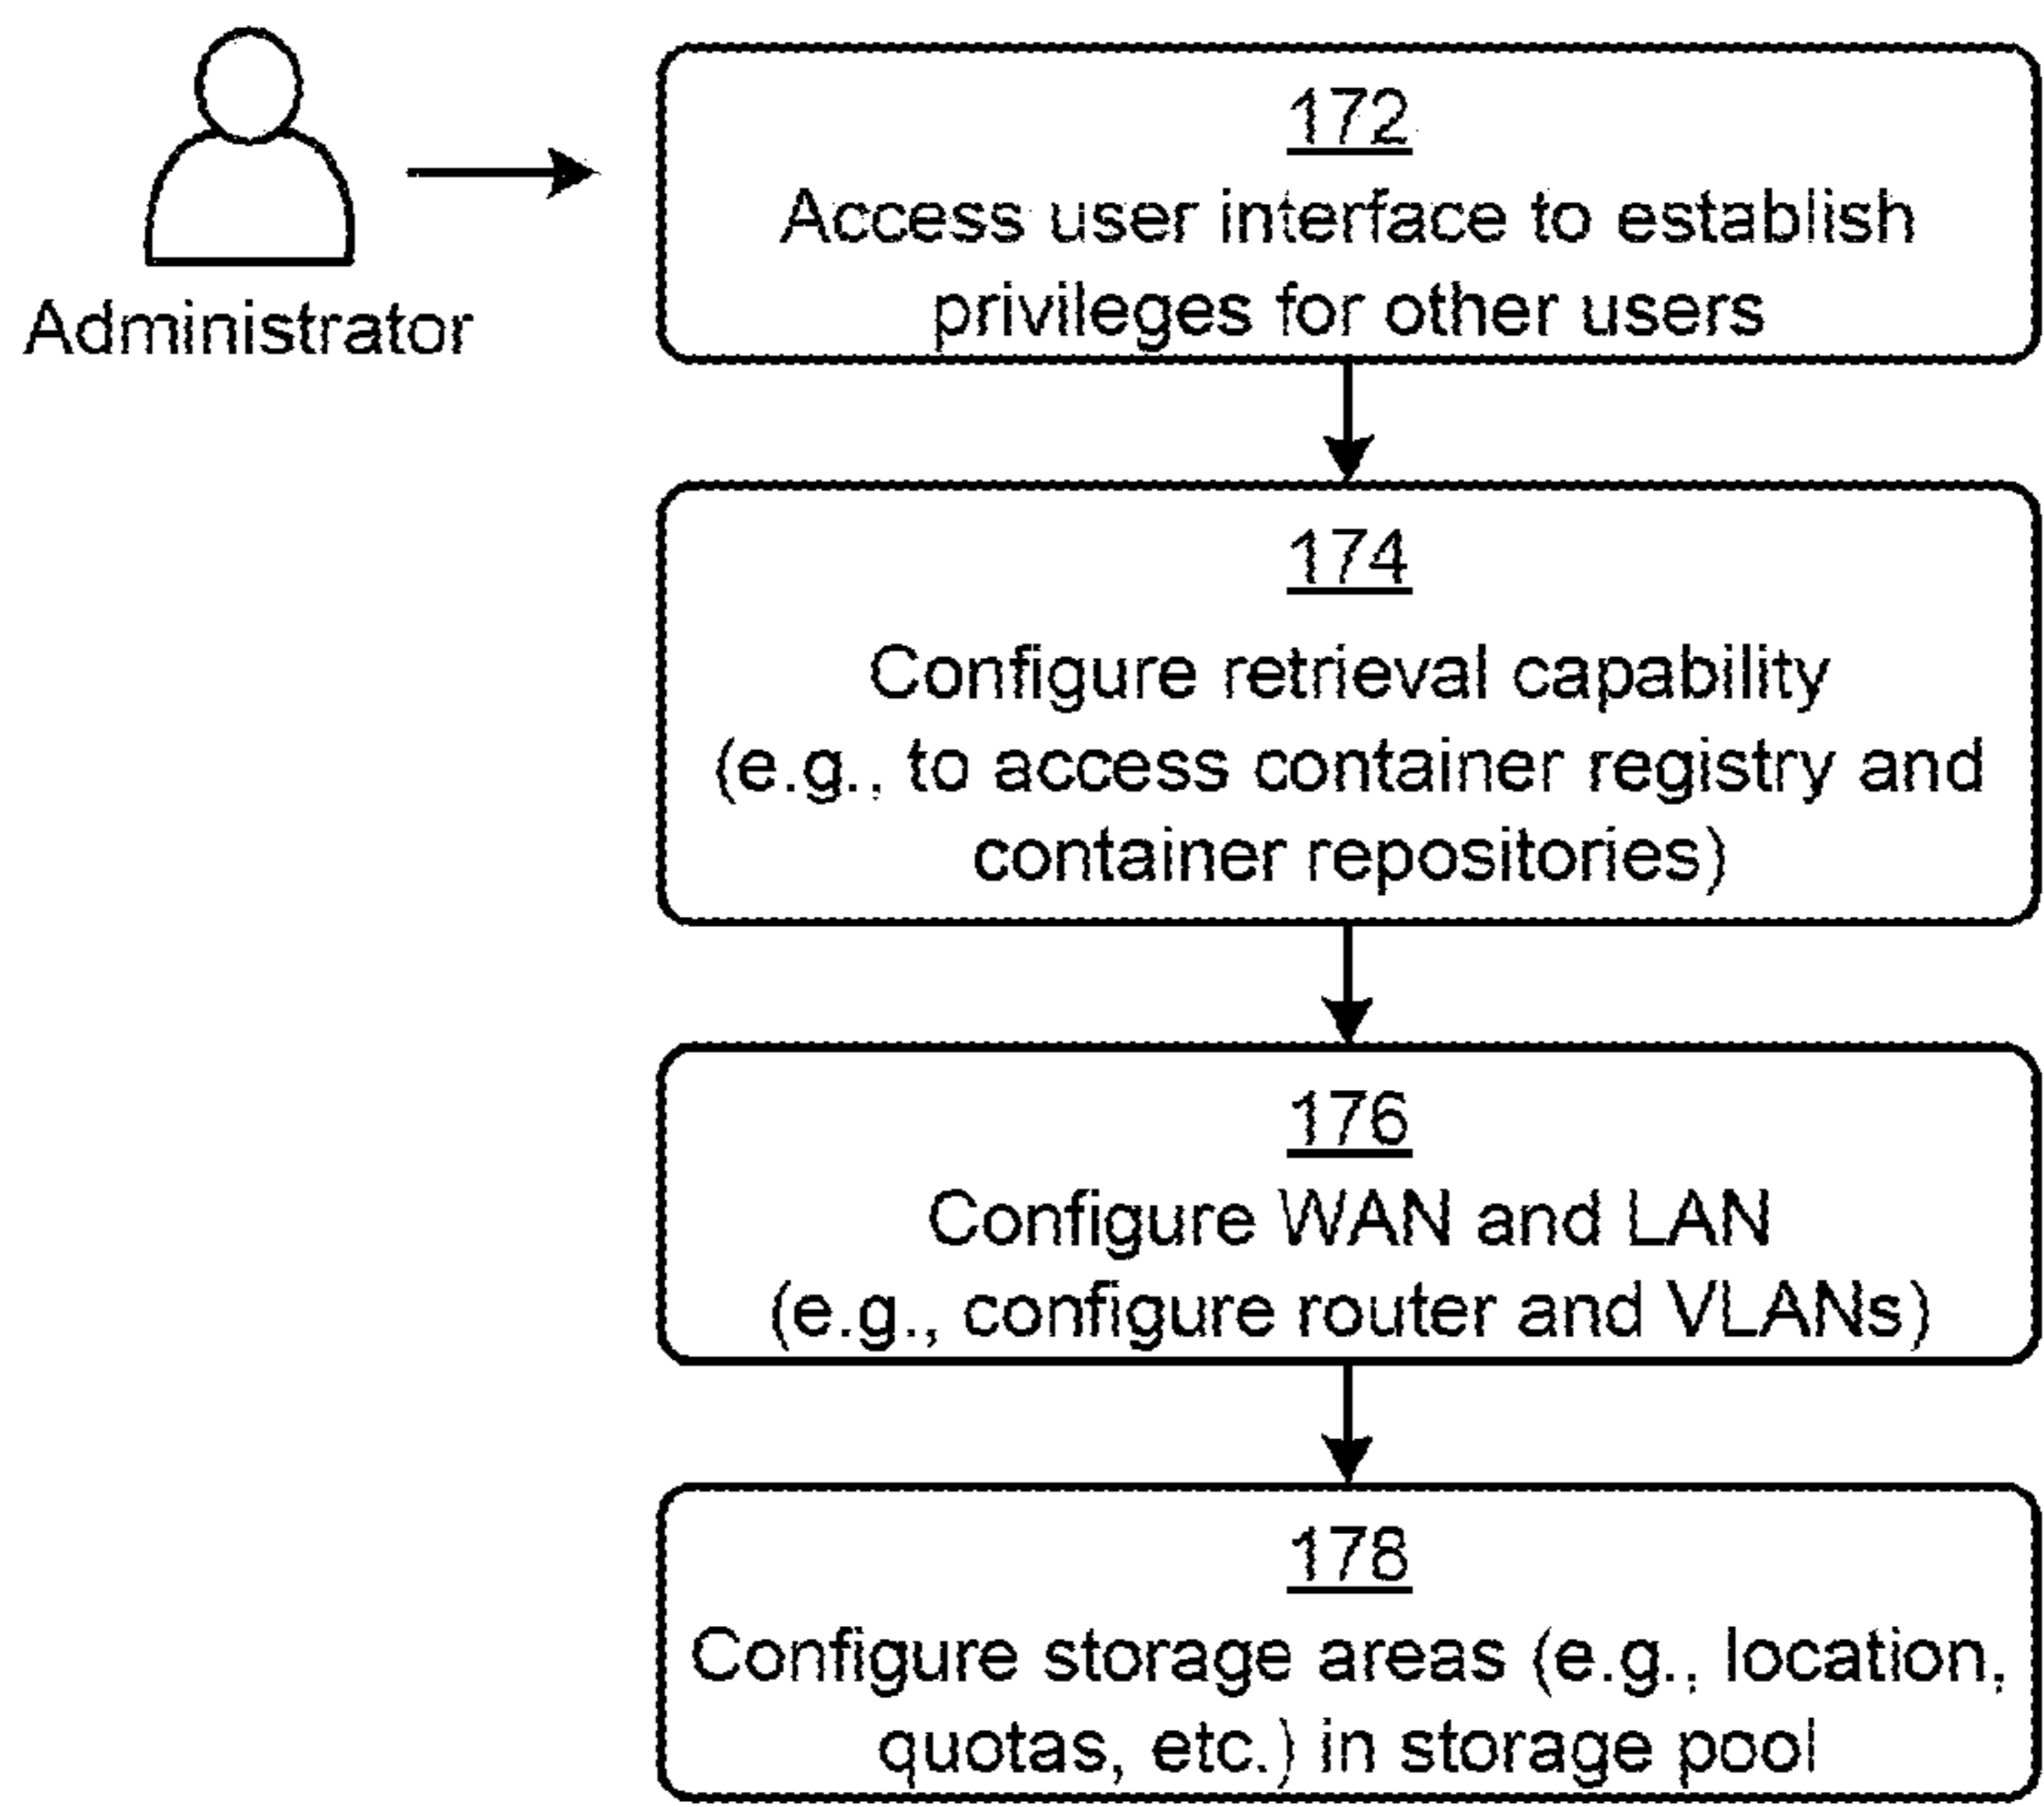 Administrator
172
Access user interface to establish
privileges for other users
174
Configure retrieval capability
(e.g., to access container registry and
container repositories)
176
Configure WAN and LAN
(e.g., configure router and VLANs)
178
Configure storage areas (e.g., location,
quotas, etc.) in storage pool